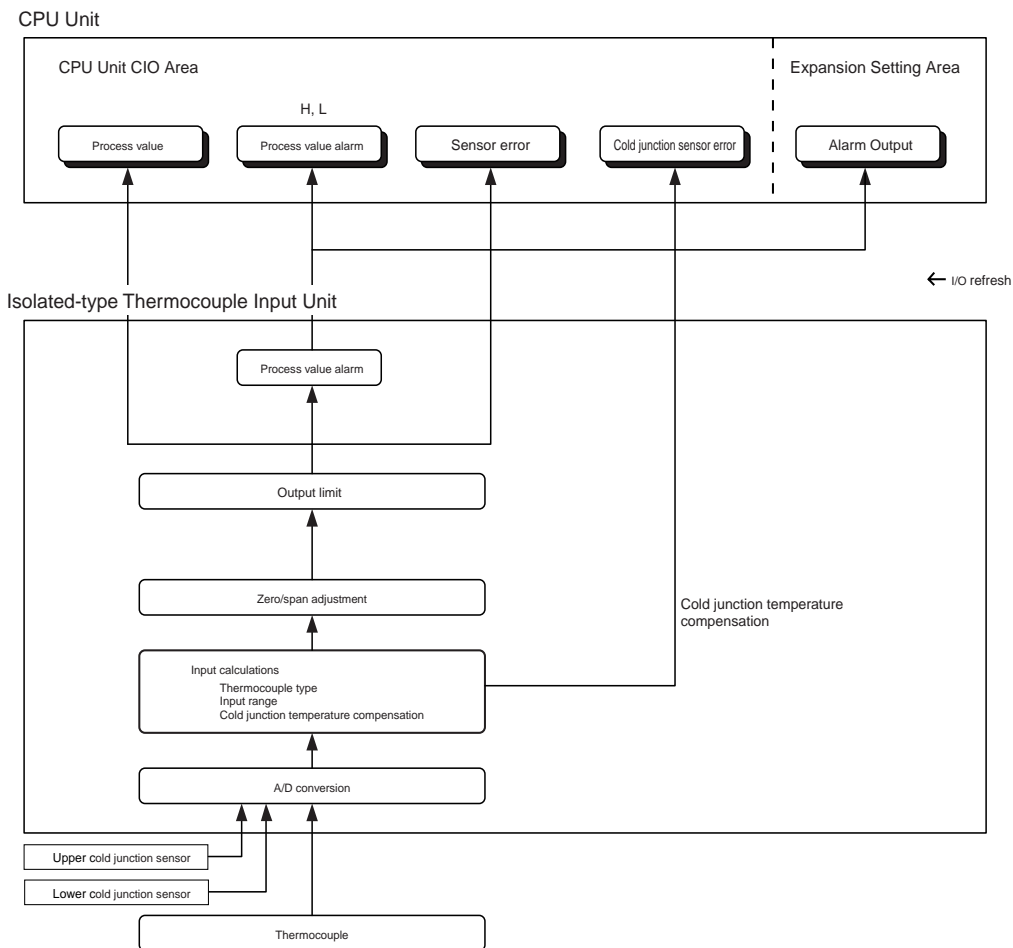 CPU Unit
CPU Unit CIO Area
Expansion Setting Area
H, L
Process value
Process value alarm
Sensor error
Cold junction sensor error
Alarm Output
I/O refresh
Isolated-type Thermocouple Input Unit
Process value alarm
Output limit
Zero/span adjustment
Cold junction temperature
compensation
Input calculations
Thermocouple type
Input range
Cold junction temperature compensation
A/D conversion
Upper cold junction sensor
Lower cold junction sensor
Thermocouple